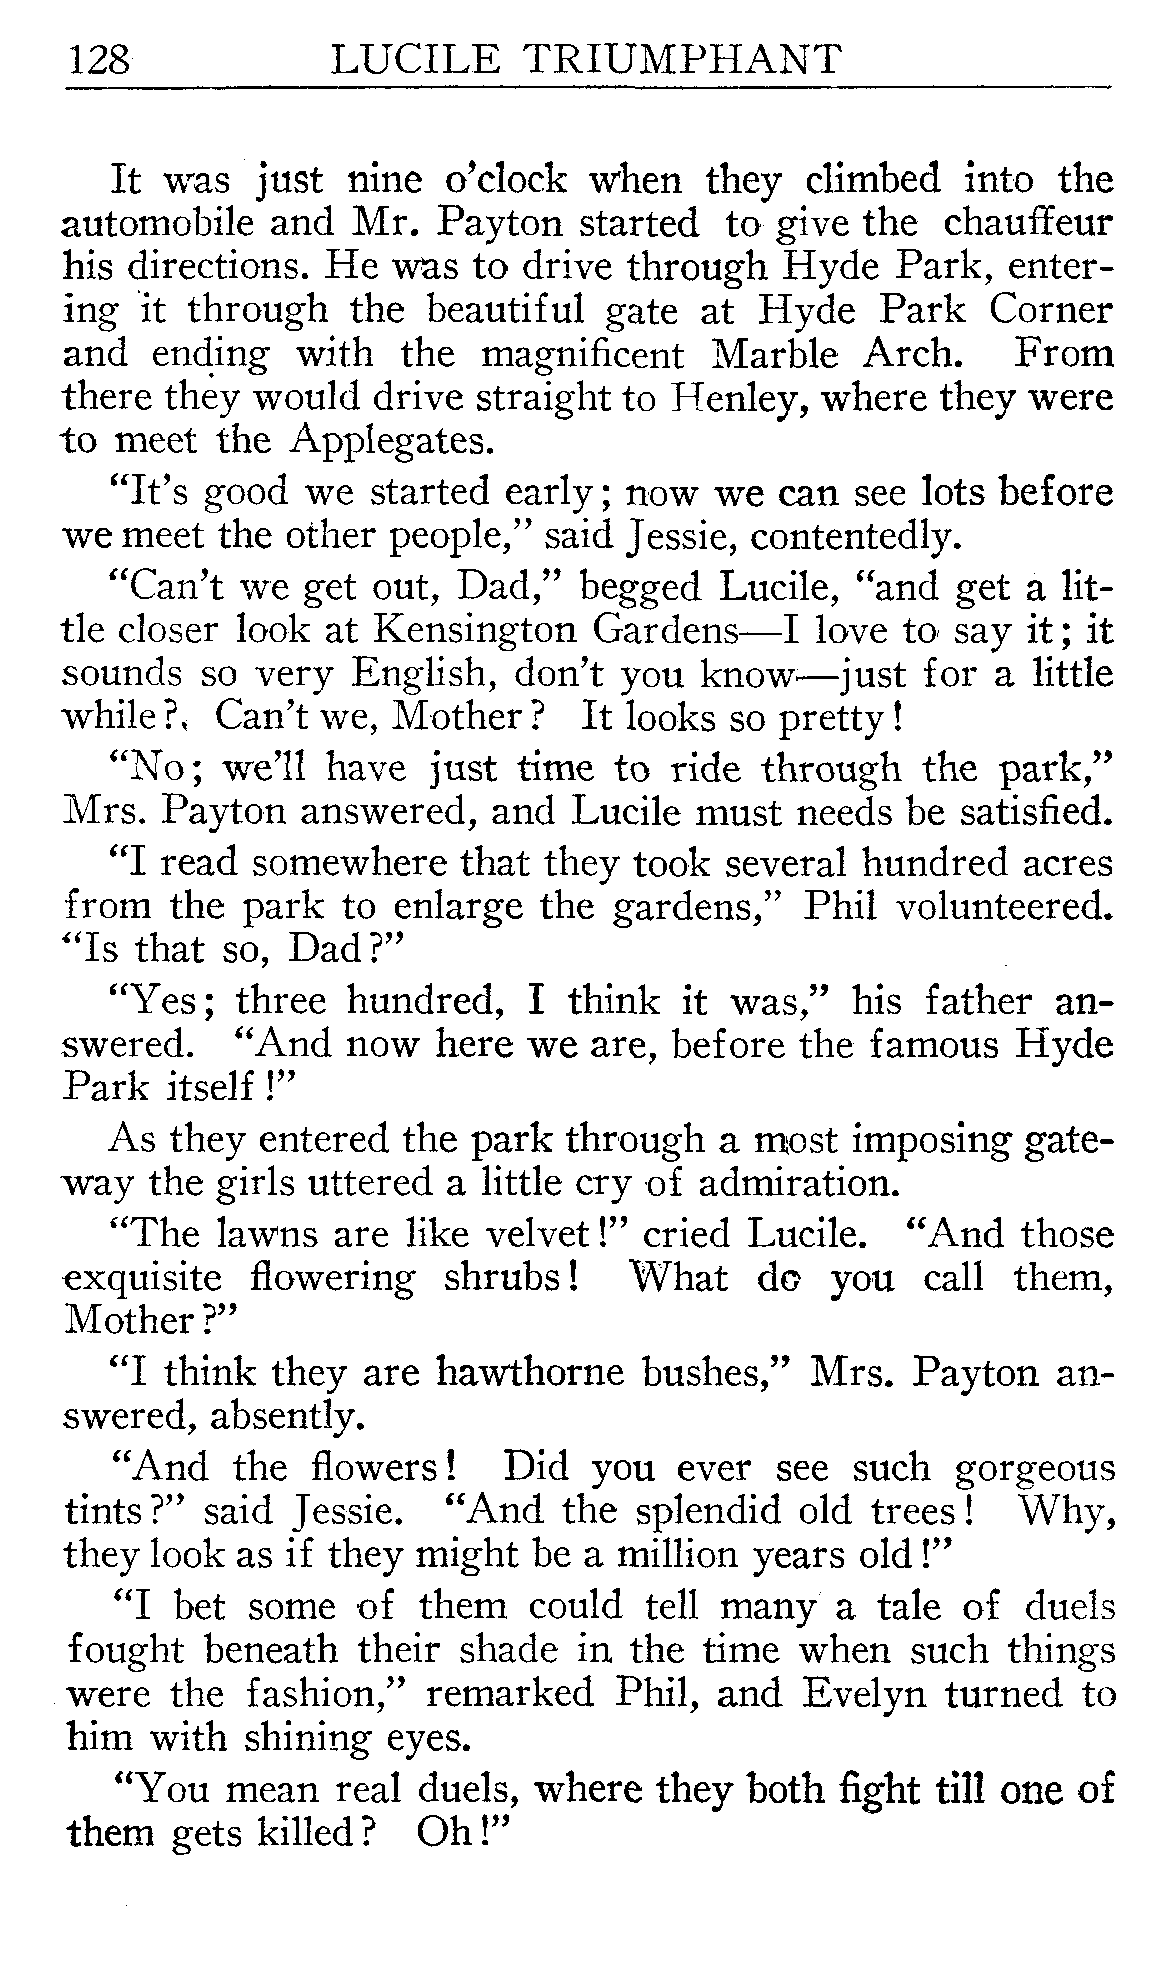 128 LUCILE TRIUMPHANT
It was just nine o'clock when they climbed into the
automobile and Mr. Payton started to give the chauffeur
his directions. He was to drive through Hyde Park, enter-
ing it through the beautiful gate at Hyde Park Corner
and ending with the magnificent Marble Arch. From
there they would drive straight to Henley, where they were
to meet the Applegates.
“It's good we started early; now we can see lots before
we meet the other people,” said Jessie, contentedly.
“Can't we get out, Dad,” begged Lucile, “and get a lit-
tle closer look at Kensington Gardens—I love to say it; it
sounds so very English, don't you know—just for a little
while?, Can't we, Mother? It looks so pretty!
“No; we'll have just time to ride through the park,”
Mrs. Payton answered, and Lucile must needs be satisfied.
“I read somewhere that they took several hundred acres
from the park to enlarge the gardens,” Phil volunteered.
“Is that so, Dad?”
“Yes; three hundred, I think it was,” his father an-
swered. “And now here we are, before the famous Hyde
Park itself!”
As they entered the park through a most imposing gate-
way the girls uttered a little cry of admiration.
“The lawns are like velvet!” cried Lucile. “And those
exquisite flowering shrubs! What do you call them,
Mother?”
“I think they are hawthorne bushes,” Mrs. Payton an-
swered, absently.
“And the flowers! Did you ever see such gorgeous
tints?” said Jessie. “And the splendid old trees! Why,
they look as if they might be a million years old!”
“I bet some of them could tell many a tale of duels
fought beneath their shade in the time when such things
were the fashion,” remarked Phil, and Evelyn turned to
him with shining eyes.
“You mean real duels, where they both fight till one of
them gets killed? Oh!”